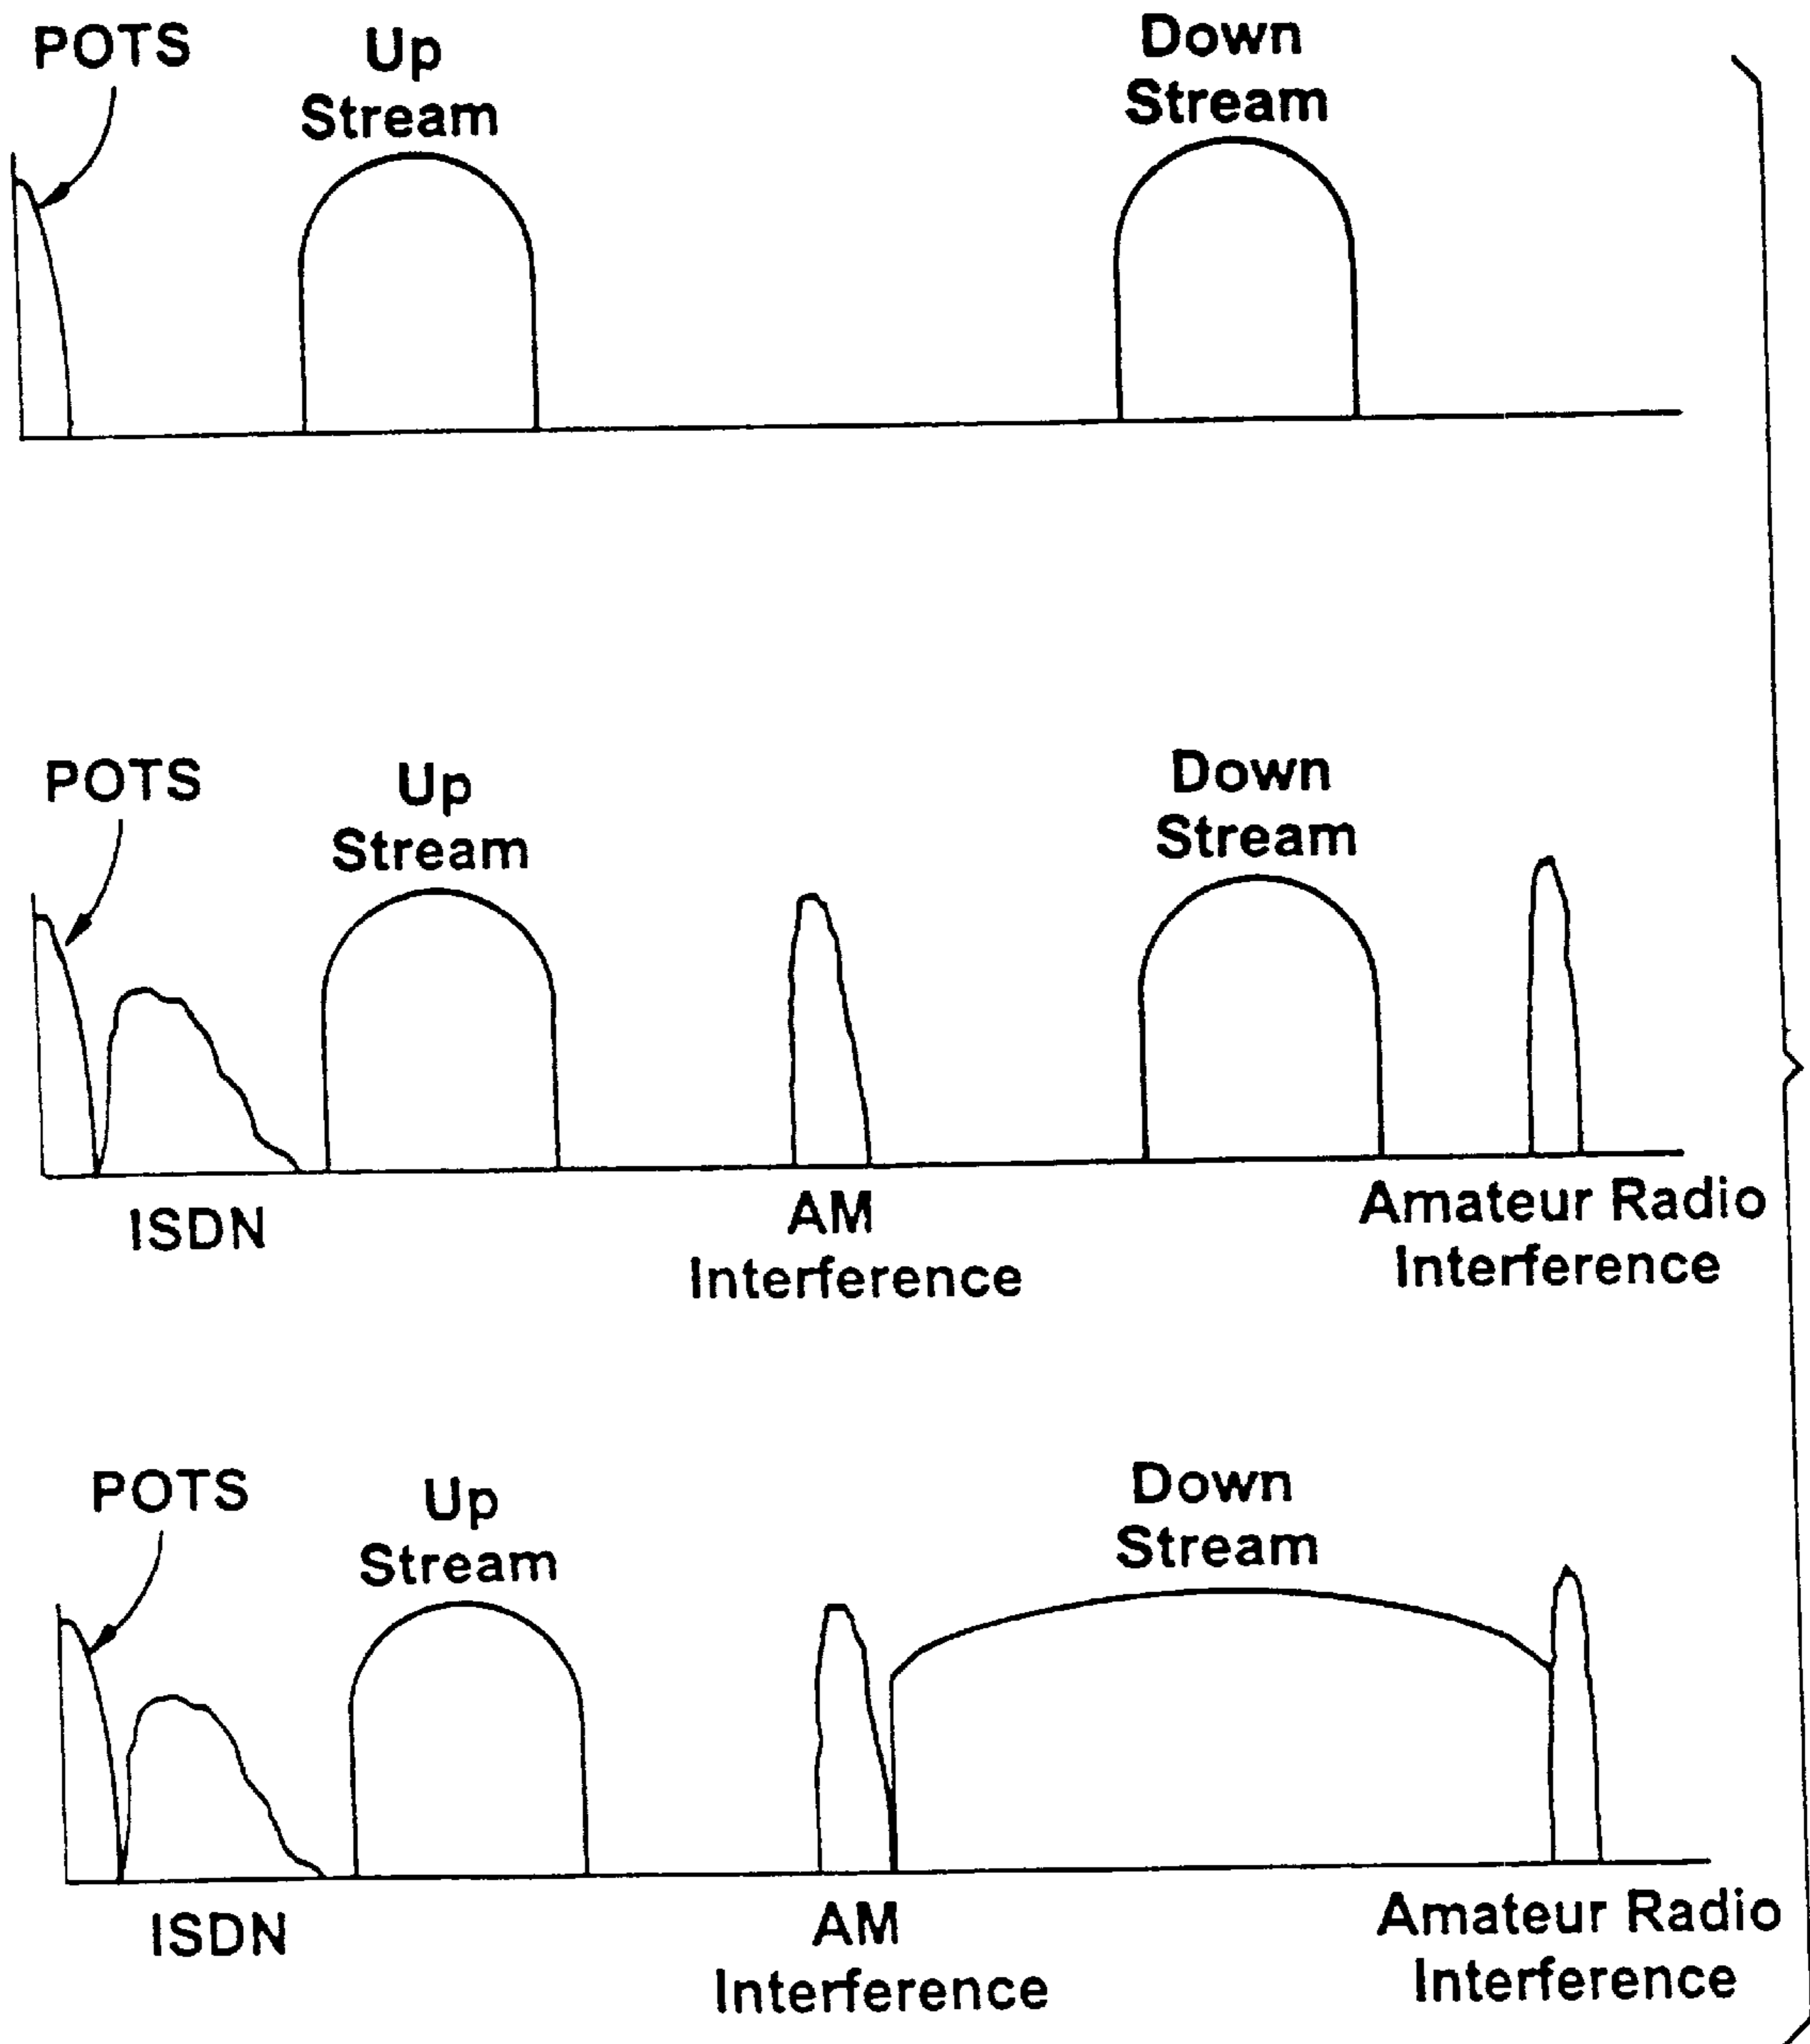 POTS
Up
Stream
Down
Stream
POTS
Up
Stream
Down
Stream
ISDN
AM
Interference
Amateur Radio
Interference
POTS
Up
Stream
Down
Stream
ISDN
AM
Interference
Amateur Radio
Interference